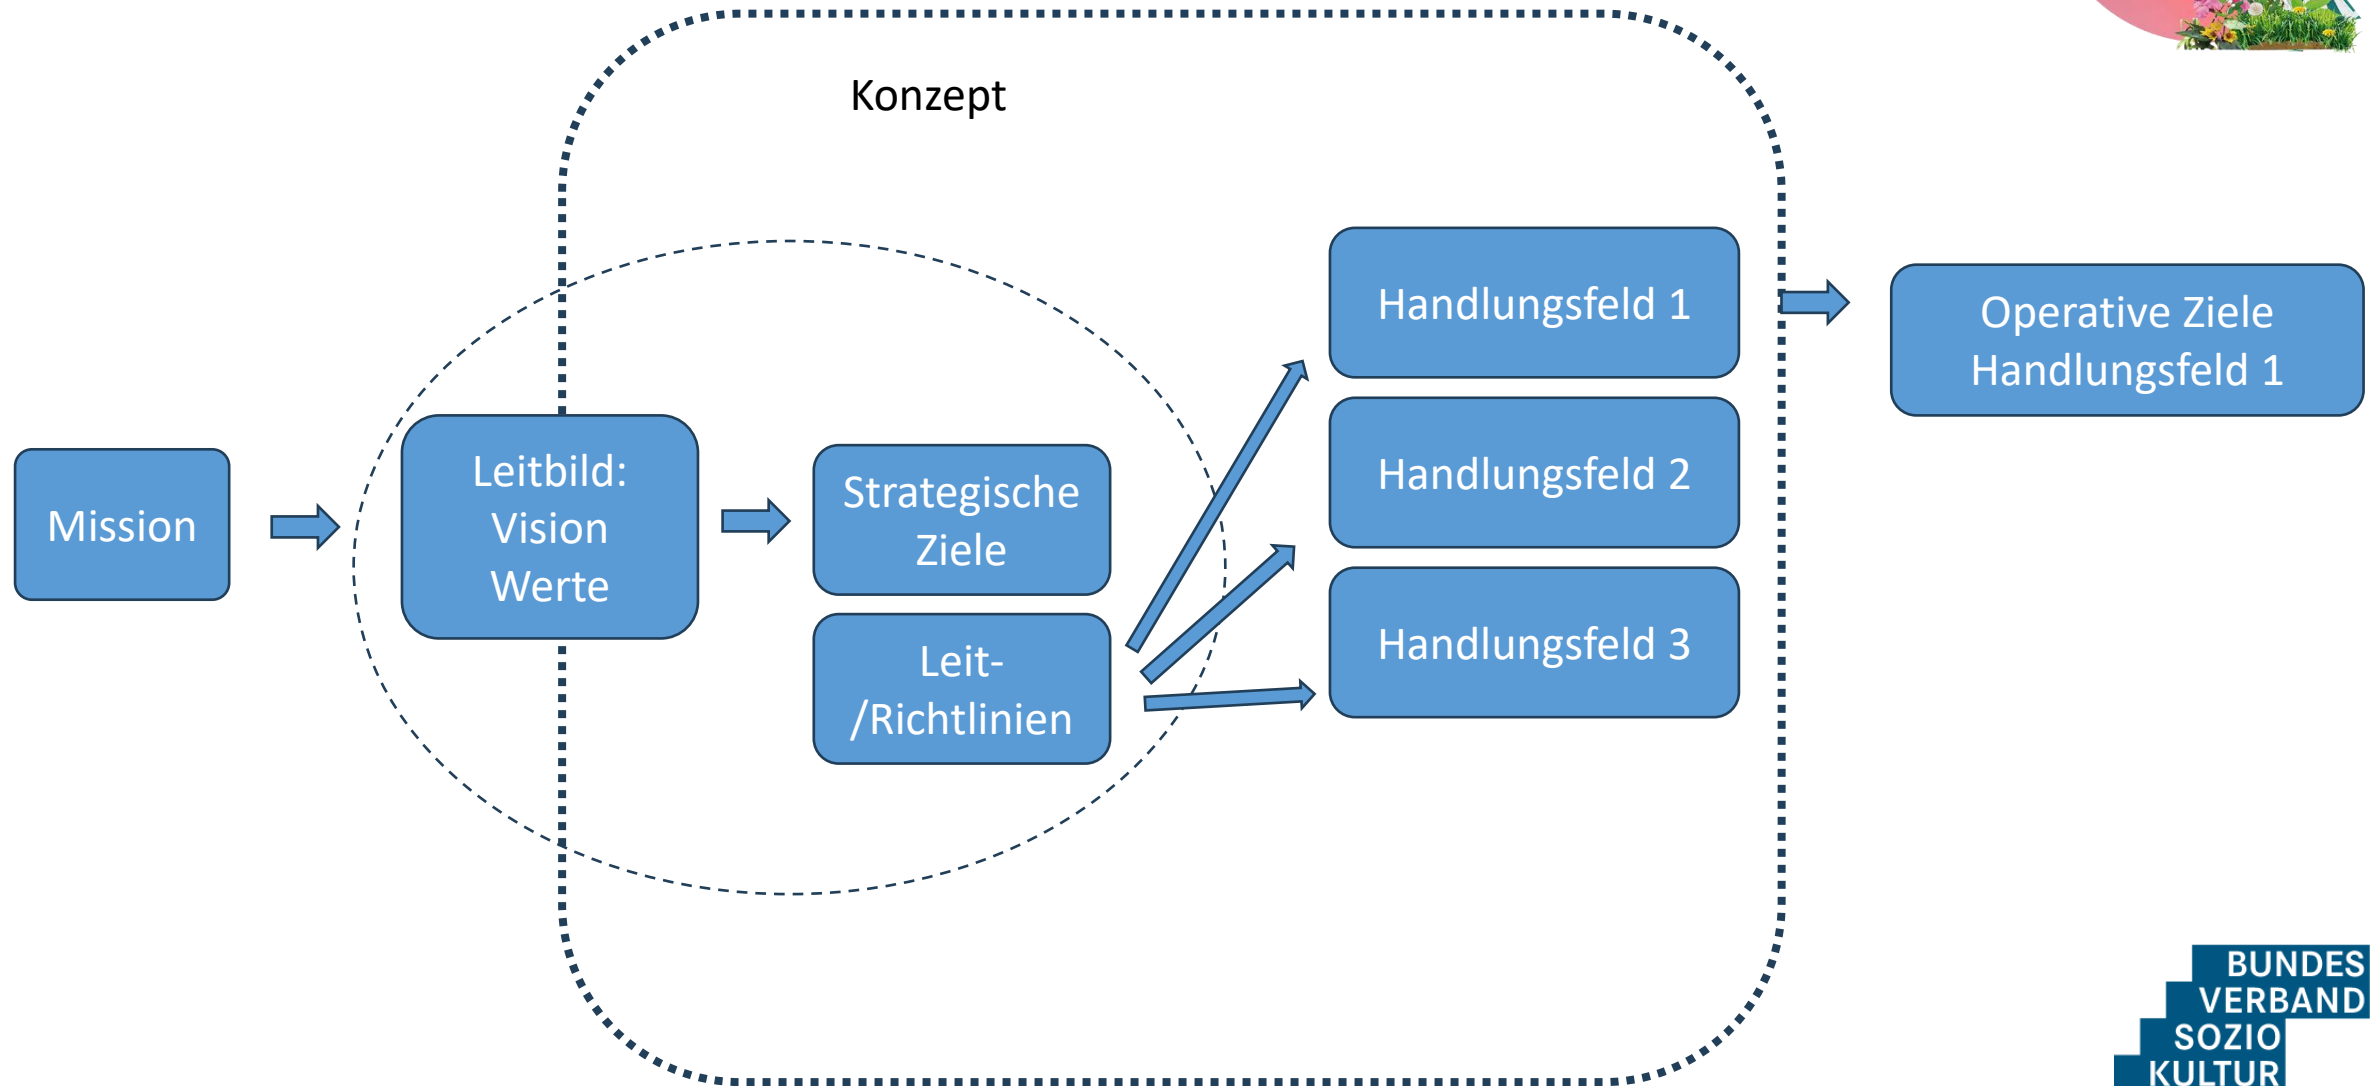 Konzept
Mission
Leitbild:
Vision
Werte
Strategische
Ziele
Leit-
/Richtlinien
Handlungsfeld 1
Handlungsfeld 2
Handlungsfeld 3
Operative Ziele
Handlungsfeld 1
BUNDES
VERBAND
SOZIO
KULTUR